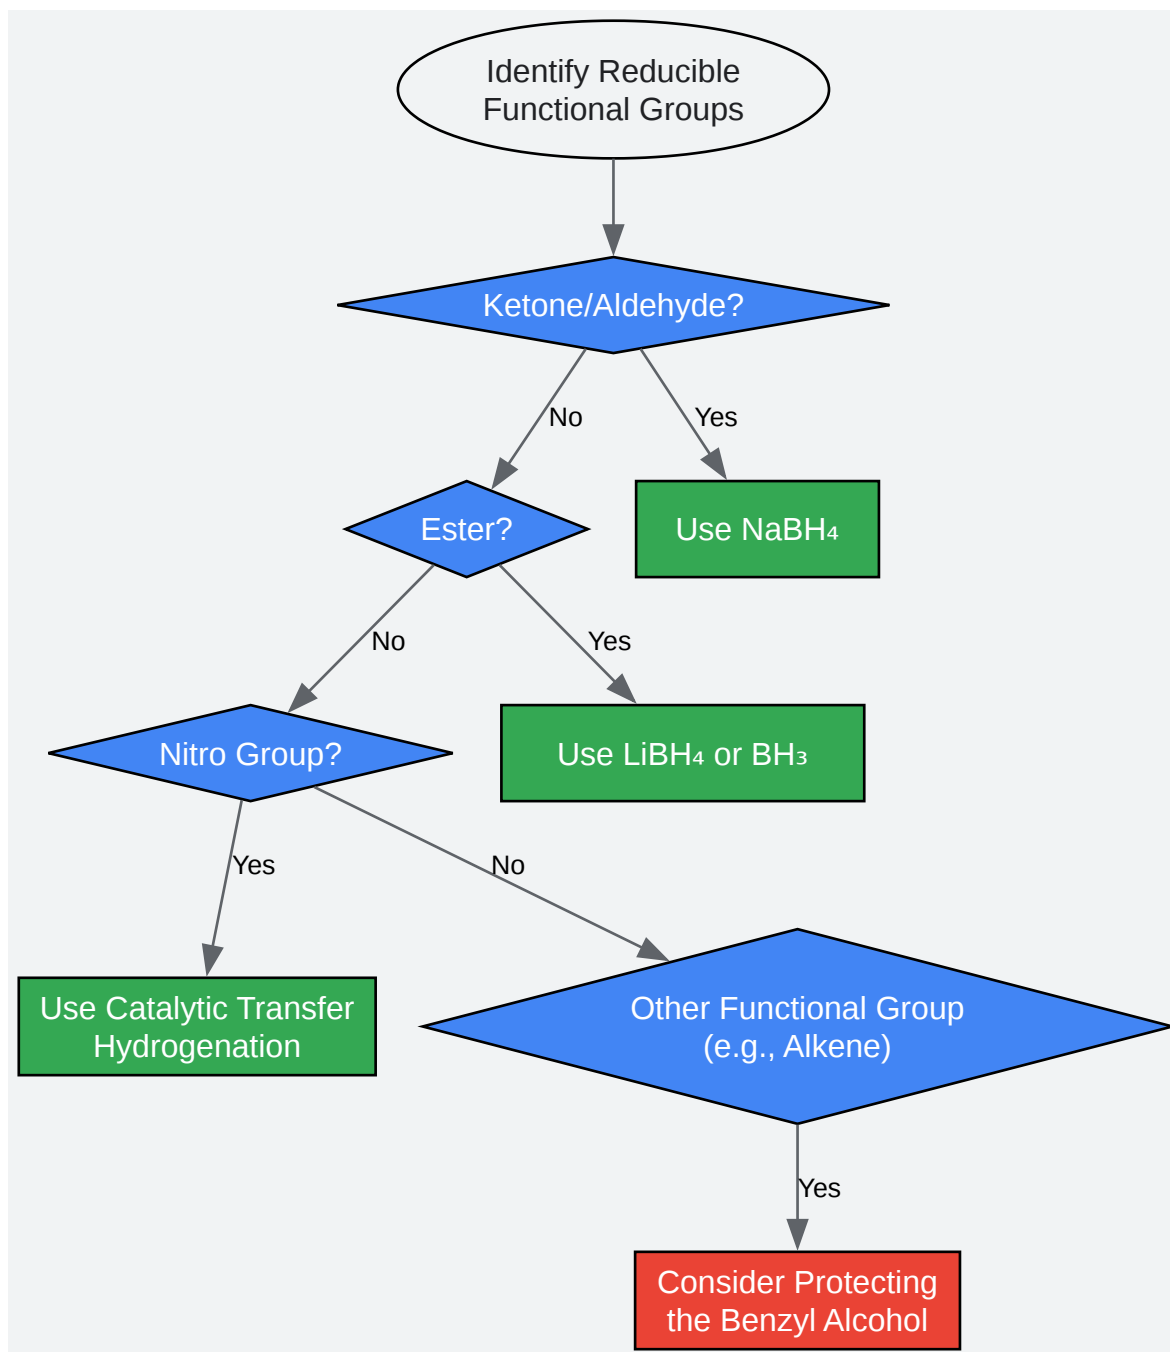 Identify Reducible
Functional Groups
Ketone/Aldehyde?
No
Yes
Ester?
Use NaBH₄
No
Yes
Nitro Group?
Use LiBH₄ or BH₃
Yes
No
Use Catalytic Transfer
Hydrogenation
Other Functional Group
(e.g., Alkene)
Yes
Consider Protecting
the Benzyl Alcohol